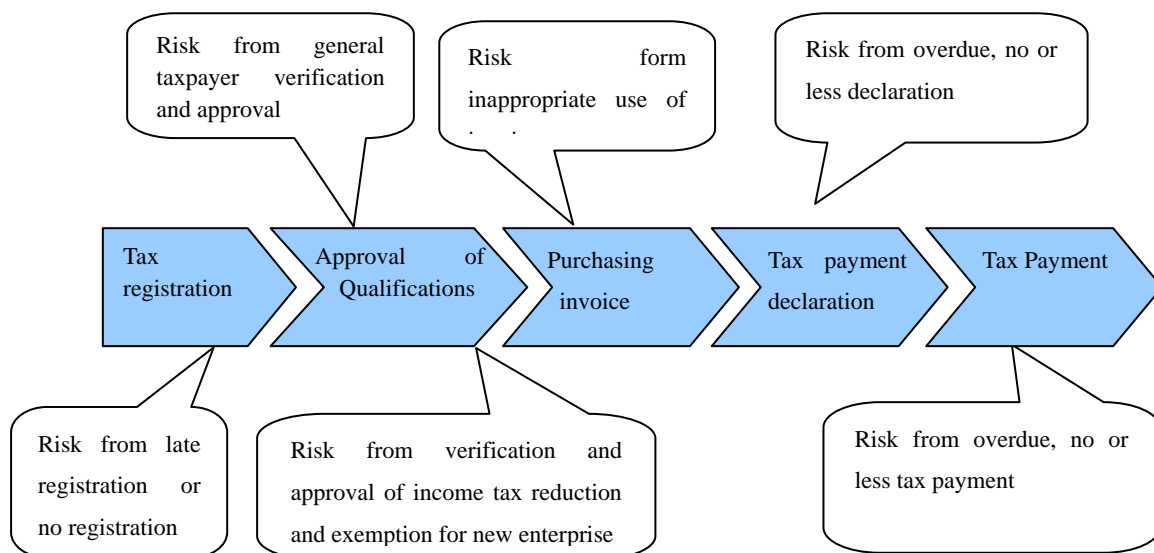 Risk from general
taxpayer verification
and approval
Risk form
inappropriate use of
Risk from overdue, no or
less declaration
Tax
registration
Approval of
Qualifications
Purchasing
invoice
Tax payment
declaration
Tax Payment
Risk from late
registration or
no registration
Risk from verification and
approval of income tax reduction
and exemption for new enterprise
Risk from overdue, no or
less tax payment